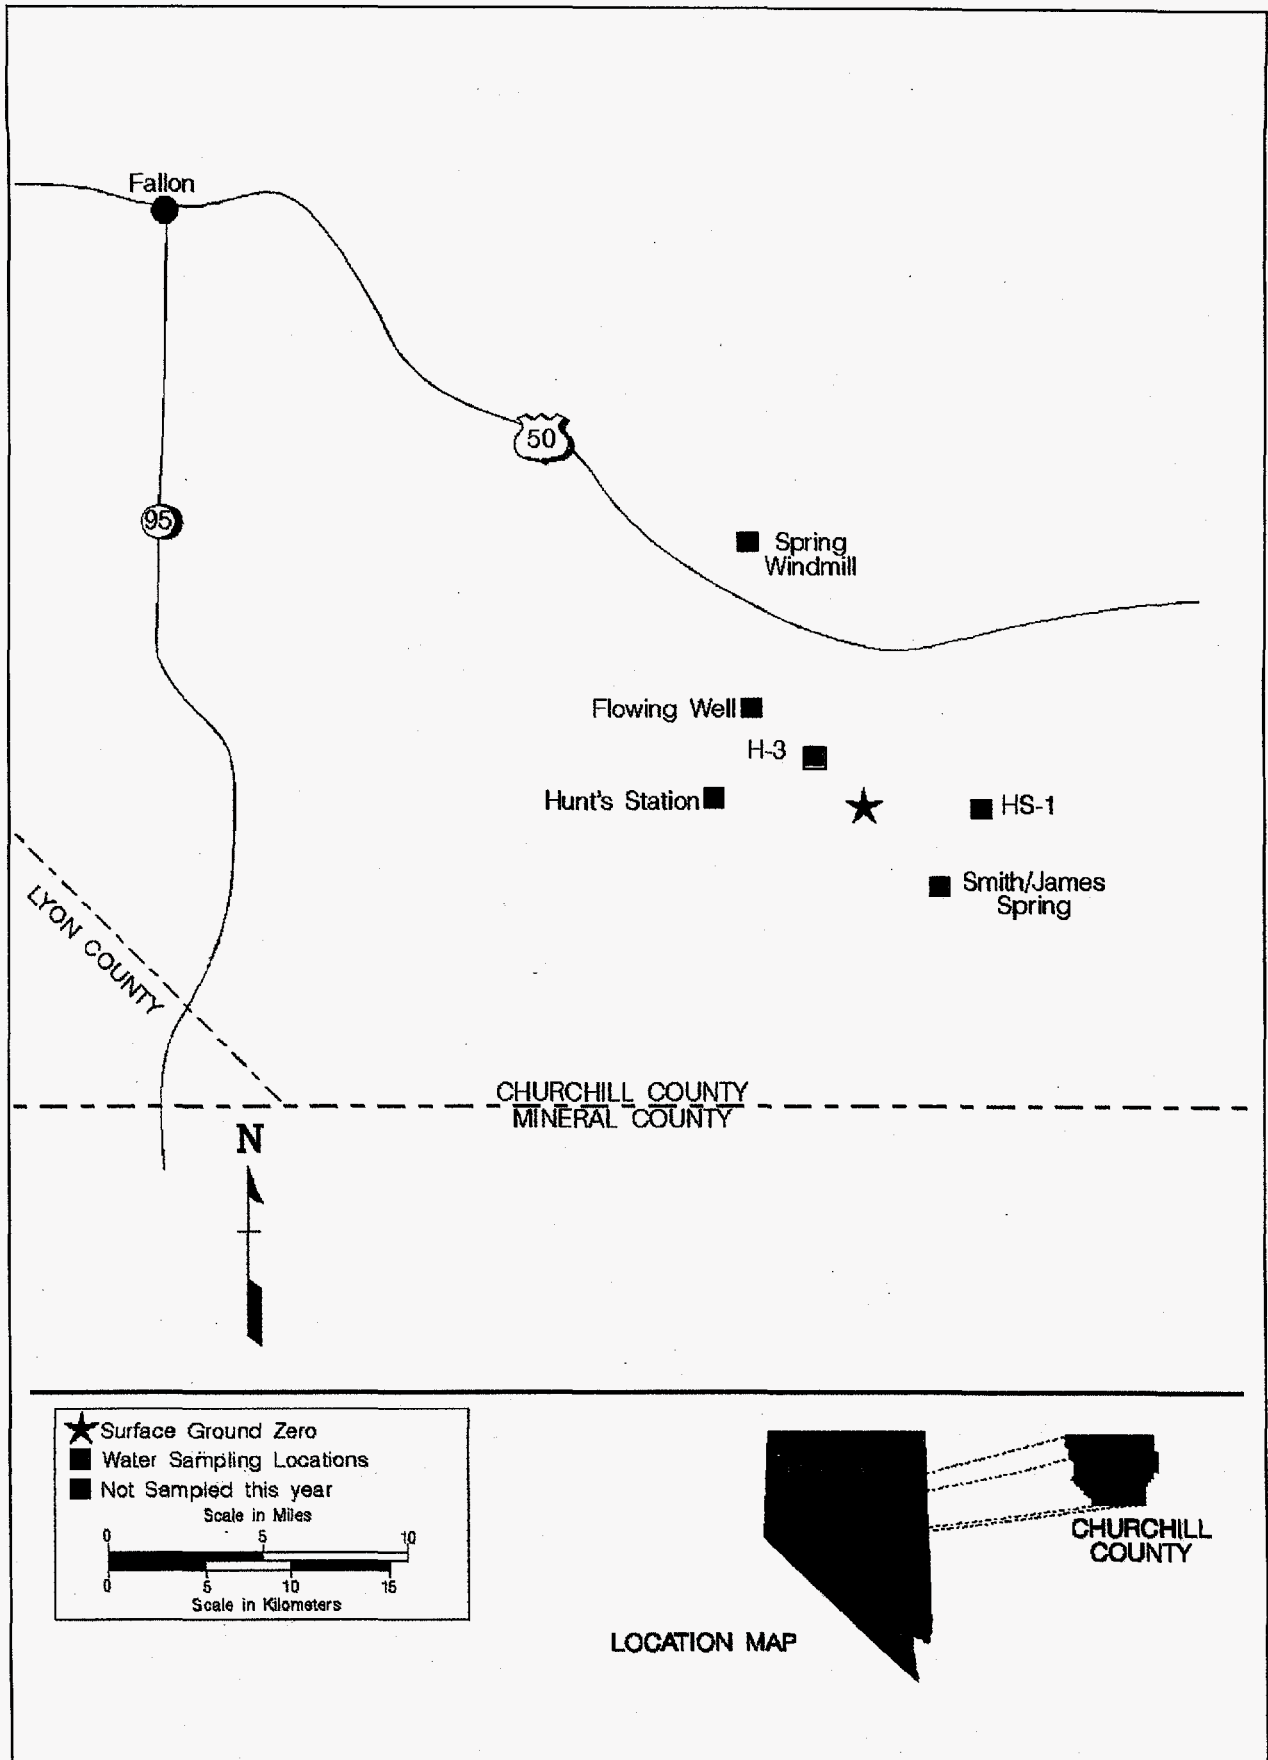 Fallon
50
95
Spring
Windmill
Flowing Well
H-3
Hunt's Station
HS-1
Smith/James
Spring
LYON COUNTY
CHURCHILL COUNTY
MINERAL COUNTY
N
Surface Ground Zero
Water Sampling Locations
Not Sampled this year
Scale in Miles
0 5 10
0 5 10 15
Scale in Kilometers
CHURCHILL
COUNTY
LOCATION MAP